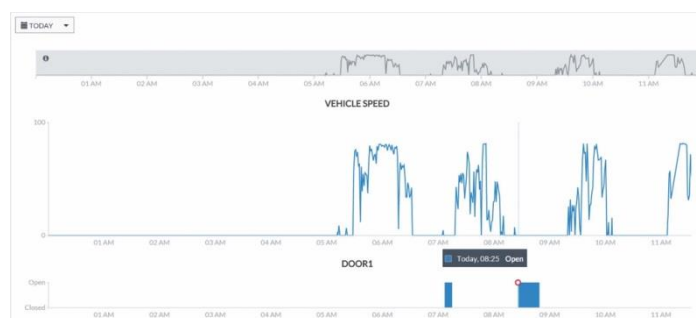 TODAY
01 AM 02 AM 03 AM 04 AM 05 AM 06 AM 07 AM 08 AM 09 AM 10 AM 11 AM
VEHICLE SPEED
100
0
01 AM 02 AM 03 AM 04 AM 05 AM 06 AM 07 AM 08 AM 09 AM 10 AM 11 AM
Today, 08:25 Open
DOOR1
Open
Closed
01 AM 02 AM 03 AM 04 AM 05 AM 06 AM 07 AM 08 AM 09 AM 10 AM 11 AM